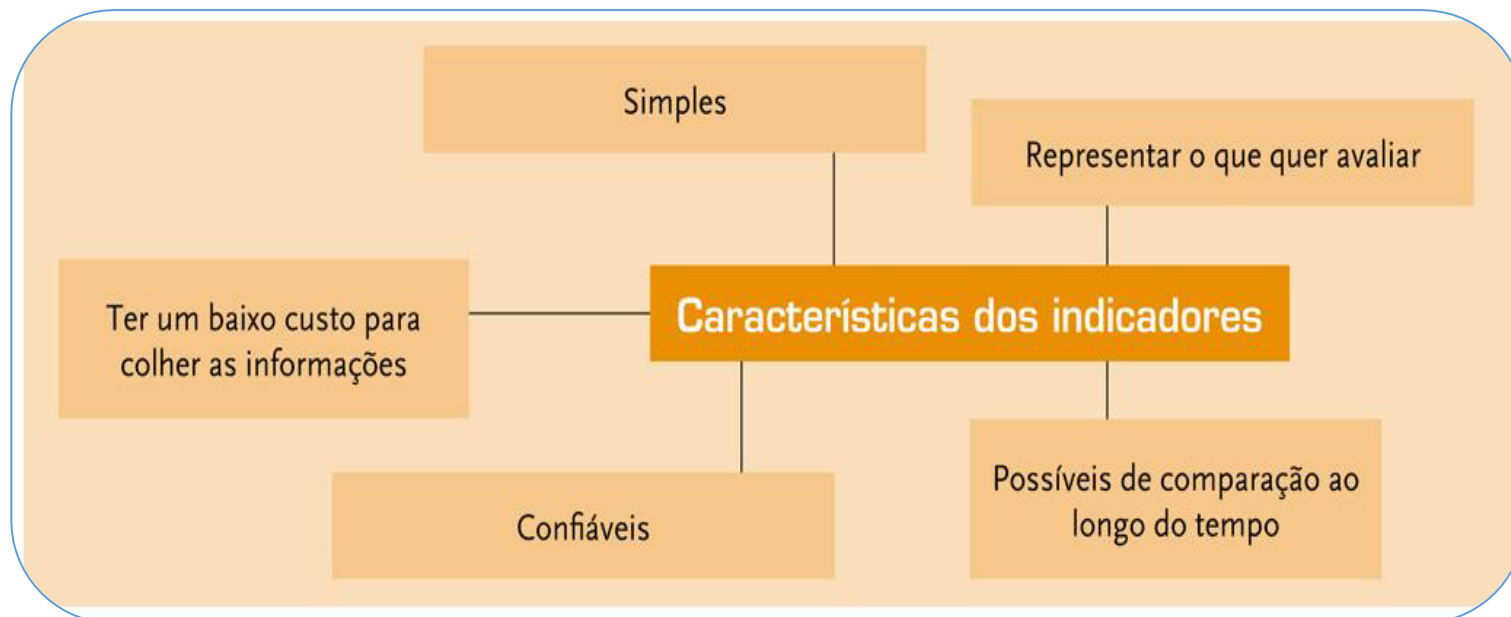 Simples
Representar o que quer avaliar
Características dos indicadores
Ter um baixo custo para
colher as informações
Confiáveis
Possíveis de comparação ao
longo do tempo